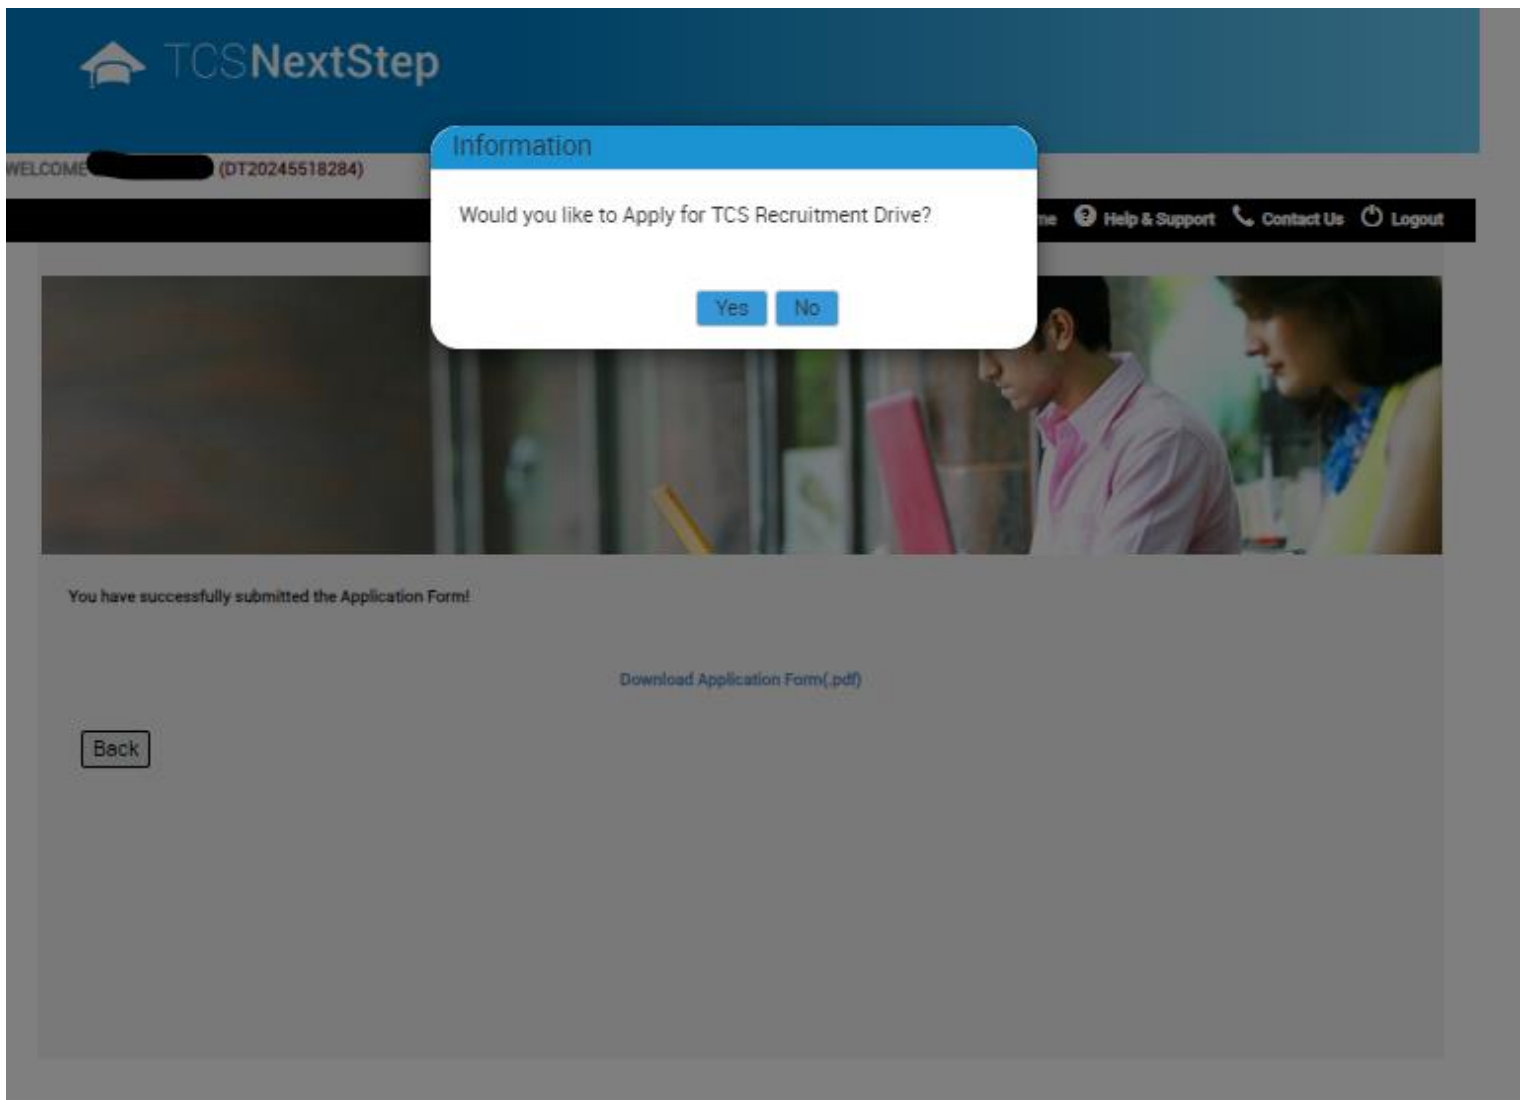 TCSNextStep
Information
WELCOME (DT20245518284)
Would you like to Apply for TCS Recruitment Drive?
me Help & Support Contact Us Logout
Yes No
You have successfully submitted the Application Form!
Download Application Form(.pdf)
Back